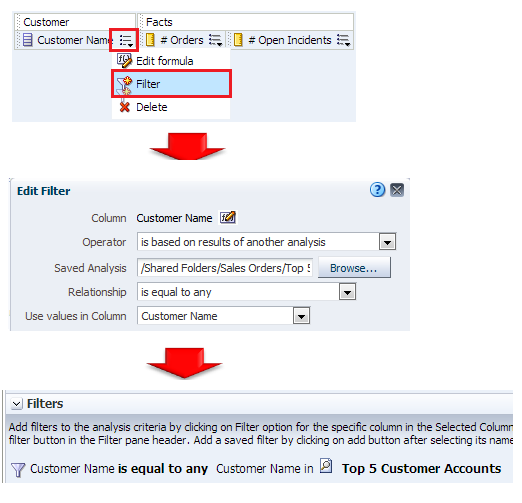 Customer Facts
Customer Name # Orders # Open Incidents
Edit formula
Filter
Delete
Edit Filter
Column Customer Name
Operator is based on results of another analysis
Saved Analysis /Shared Folders/Sales Orders/Top Browse...
Relationship is equal to any
Use values in Column Customer Name
Filters
Add filters to the analysis criteria by clicking on Filter option for the specific column in the Selected Column
filter button in the Filter pane header. Add a saved filter by clicking on add button after selecting its name
Customer Name is equal to any Customer Name in Top 5 Customer Accounts